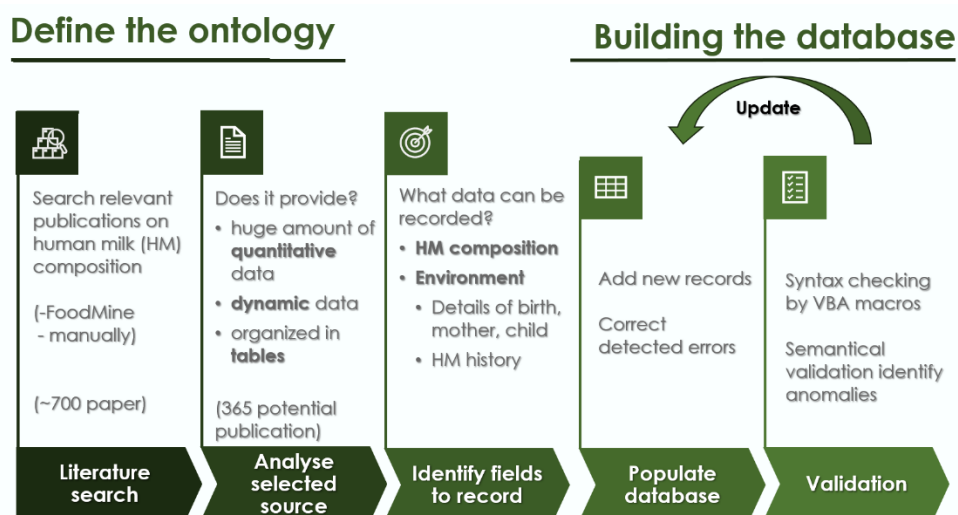 Define the ontology
Building the database
Update
Search relevant
publications on
human milk (HM)
composition
(-FoodMine
- manually)
(~700 paper)
Literature
search
Does it provide?
• huge amount of
quantitative
data
• dynamic data
• organized in
tables
(365 potential
publication)
Analyse
selected
source
What data can be
recorded?
• HM composition
• Environment
• Details of birth,
mother, child
• HM history
Identify fields
to record
Add new records
Correct
detected errors
Populate
database
Syntax checking
by VBA macros
Semantical
validation identify
anomalies
Validation